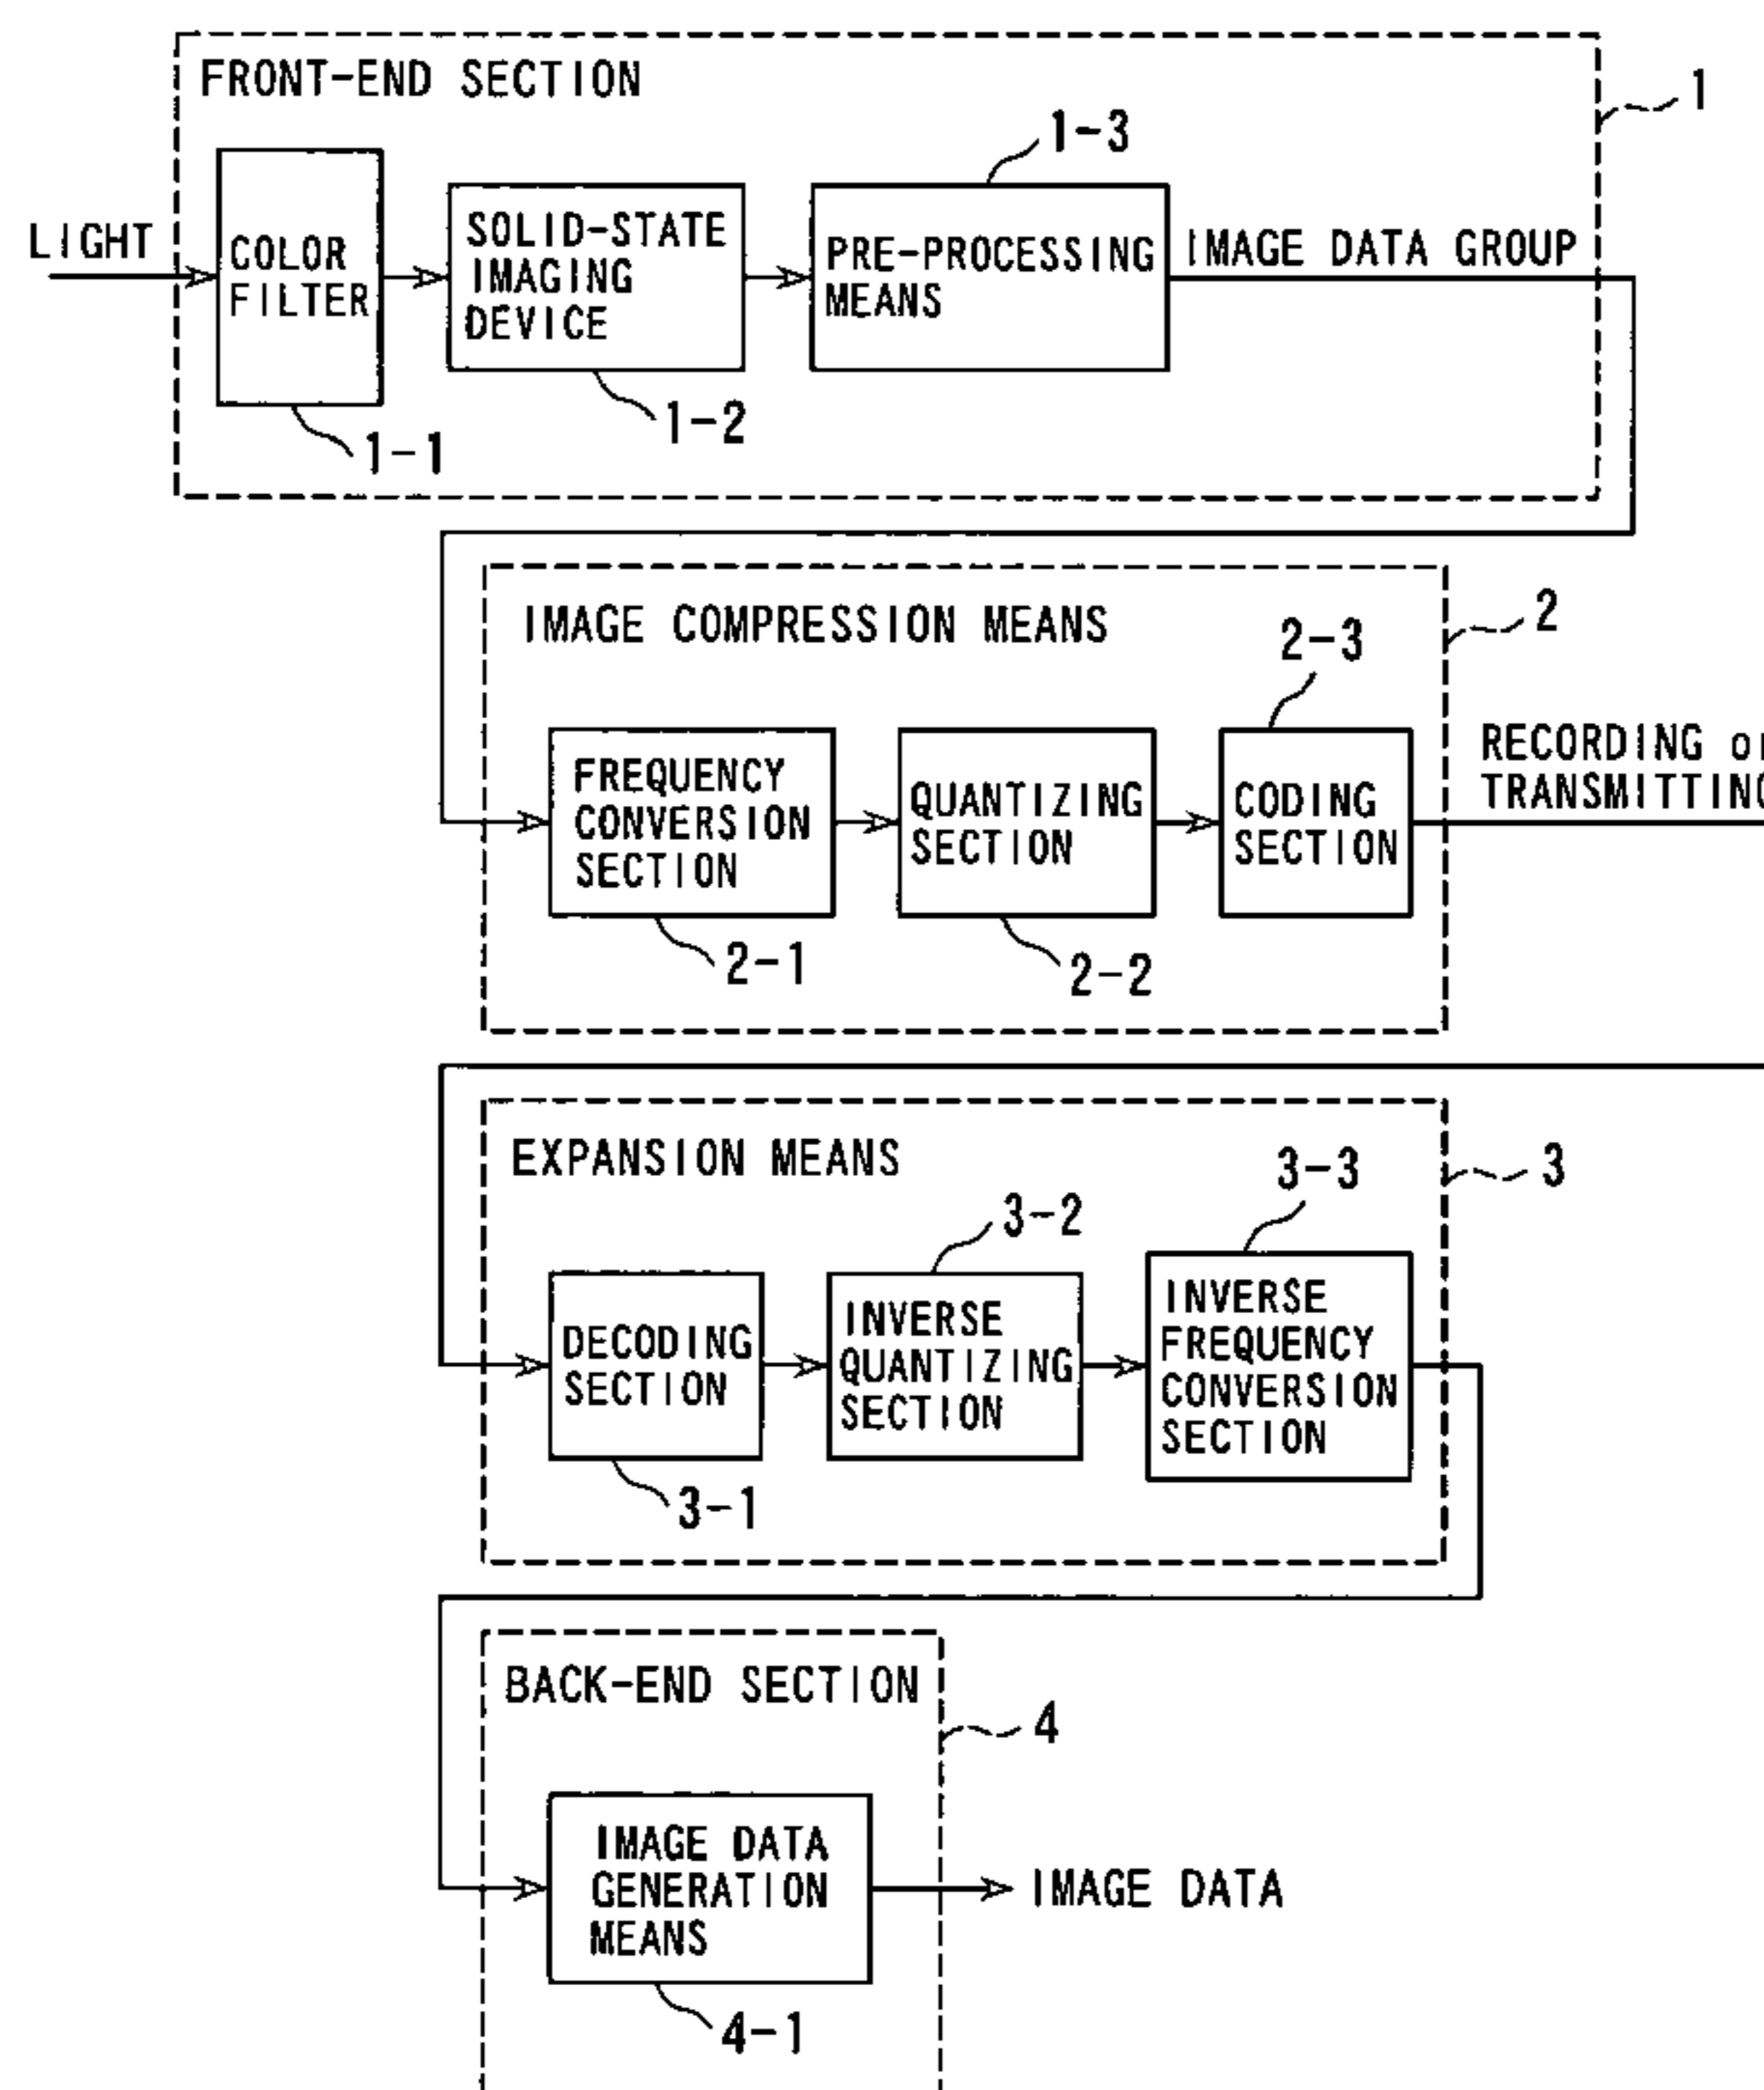 FRONT-END SECTION
1
1-3
LIGHT
COLOR
FILTER
SOLID-STATE
IMAGING
DEVICE
PRE-PROCESSING
MEANS
IMAGE DATA GROUP
1-1
1-2
IMAGE COMPRESSION MEANS
2
2-3
FREQUENCY
CONVERSION
SECTION
QUANTIZING
SECTION
CODING
SECTION
RECORDING or
TRANSMITTING
2-1
2-2
EXPANSION MEANS
3
3-2
3-3
DECODING
SECTION
INVERSE
QUANTIZING
SECTION
INVERSE
FREQUENCY
CONVERSION
SECTION
3-1
BACK-END SECTION
4
IMAGE DATA
GENERATION
MEANS
IMAGE DATA
4-1